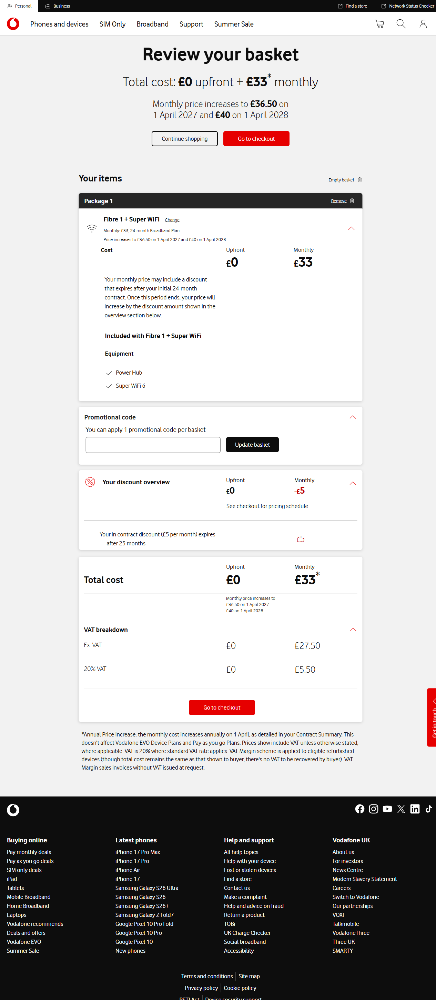 Personal
Business
Find a store
Network Status Checker
Phones and devices
SIM Only
Broadband
Support
Summer Sale
Review your basket
Total cost: £0 upfront + £33* monthly
Monthly price increases to £36.50 on
1 April 2027 and £40 on 1 April 2028
Continue shopping
Go to checkout
Your items
Empty basket
Package 1
Remove
Fibre 1 + Super WiFi Change
Monthly: £33, 24-month Broadband Plan
Price increases to £36.50 on 1 April 2027 and £40 on 1 April 2028
Cost
Upfront
Monthly
£0
£33
Your monthly price may include a discount
that expires after your initial 24-month
contract. Once this period ends, your price will
increase by the discount amount shown in the
overview section below.
Included with Fibre 1 + Super WiFi
Equipment
Power Hub
Super WiFi 6
Promotional code
You can apply 1 promotional code per basket
Update basket
Your discount overview
Upfront
Monthly
£0
-£5
See checkout for pricing schedule
Your in contract discount (£5 per month) expires
after 25 months
-£5
Total cost
Upfront
Monthly
£0
£33*
Monthly price increases to
£36.50 on 1 April 2027
£40 on 1 April 2028
VAT breakdown
Ex. VAT
£0
£27.50
20% VAT
£0
£5.50
Go to checkout
Get in touch
*Annual Price Increase: the monthly cost increases annually on 1 April, as detailed in your Contract Summary. This
doesn't affect Vodafone EVO Device Plans and Pay as you go Plans. Prices show include VAT unless otherwise stated,
where applicable. VAT is 20% where standard VAT rate applies. VAT Margin scheme is applied to eligible refurbished
devices (though total cost remains the same as that shown to buyer, there's no VAT to be recovered by buyer). VAT
Margin sales invoices without VAT issued at request.
Buying online
Pay monthly deals
Pay as you go deals
SIM only deals
iPad
Tablets
Mobile Broadband
Home Broadband
Laptops
Vodafone recommends
Deals and offers
Vodafone EVO
Summer Sale
Latest phones
iPhone 17 Pro Max
iPhone 17 Pro
iPhone Air
iPhone 17
Samsung Galaxy S26 Ultra
Samsung Galaxy S26
Samsung Galaxy S26+
Samsung Galaxy Z Fold7
Google Pixel 10 Pro Fold
Google Pixel 10 Pro
Google Pixel 10
New phones
Help and support
All help topics
Help with your device
Lost or stolen devices
Find a store
Contact us
Make a complaint
Help and advice on fraud
Return a product
TOBi
UK Charge Checker
Social broadband
Accessibility
Vodafone UK
About us
For investors
News Centre
Modern Slavery Statement
Careers
Switch to Vodafone
Our partnerships
VOXI
Talkmobile
VodafoneThree
Three UK
SMARTY
Terms and conditions
Site map
Privacy policy
Cookie policy
PSTI Act
Device security support